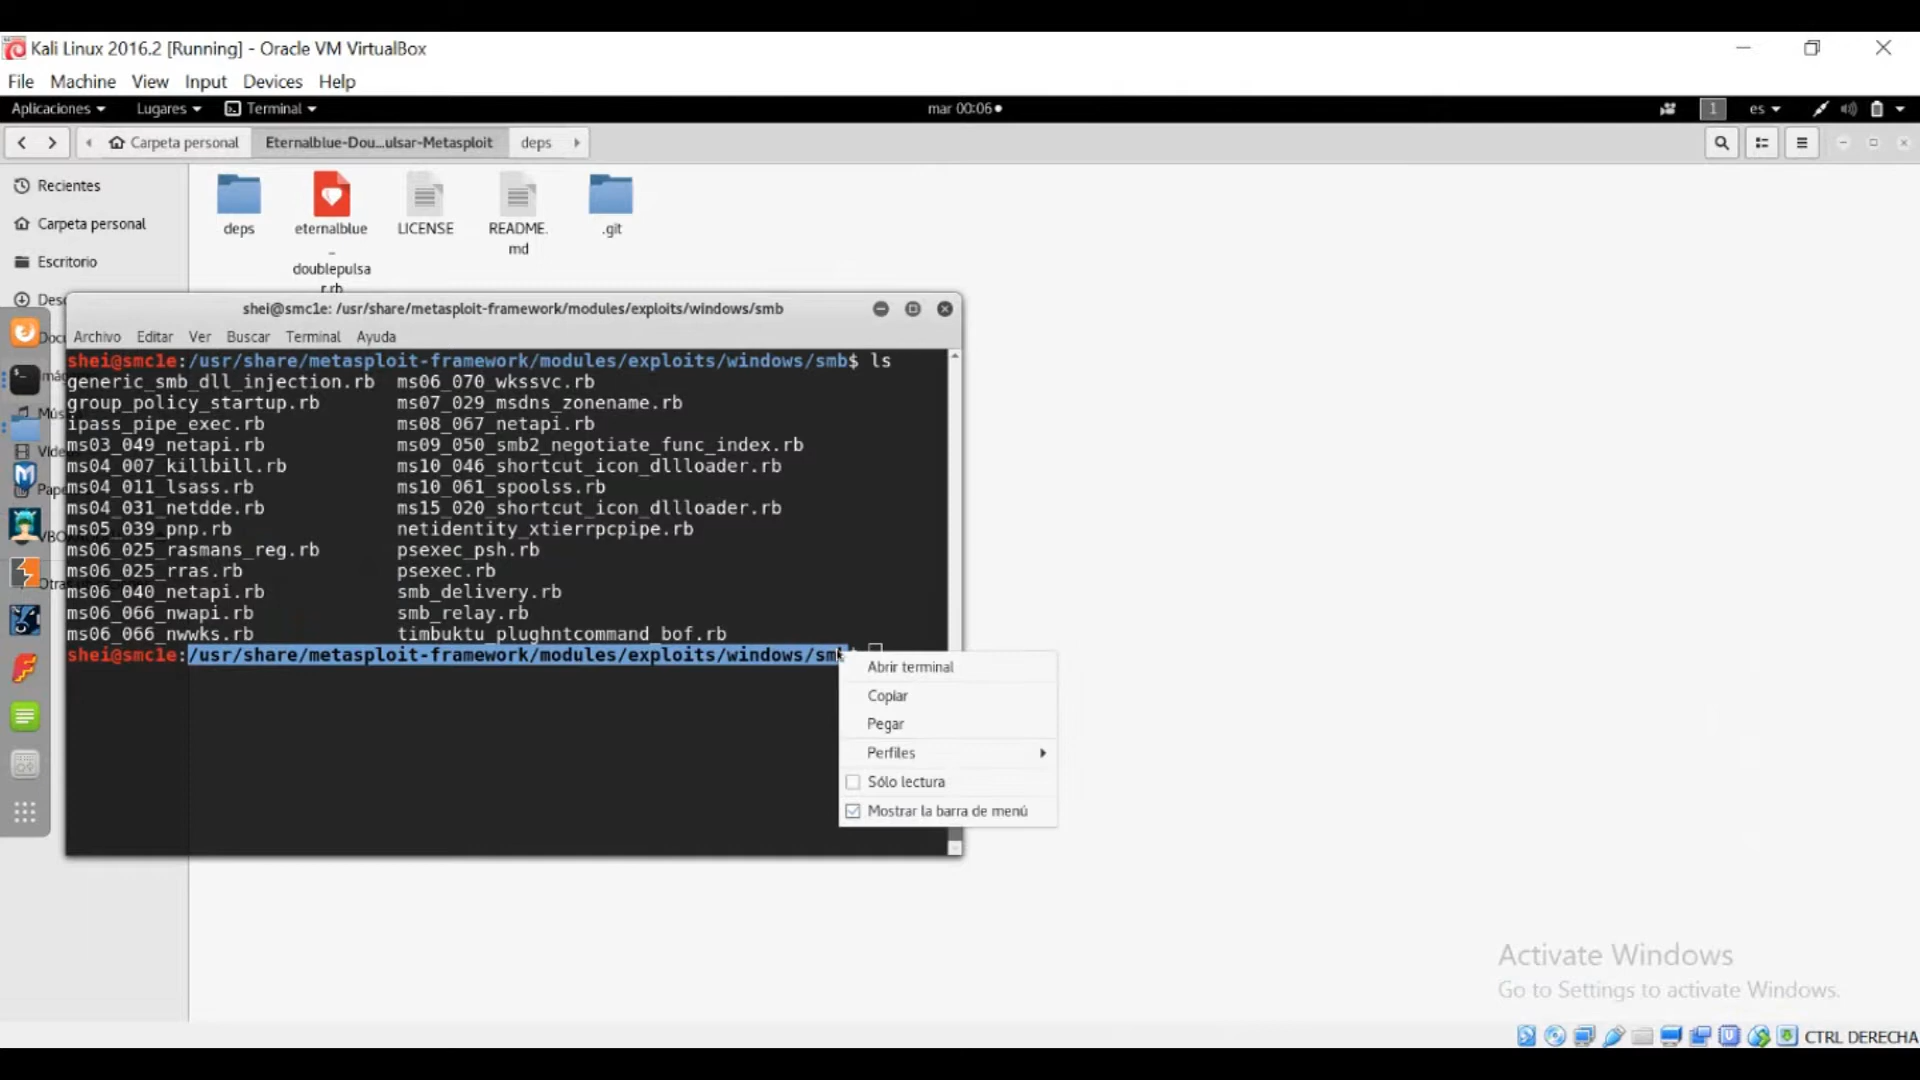 Kali Linux 2016.2 [Running] - Oracle VM VirtualBox
File Machine View Input Devices Help
Aplicaciones Lugares Terminal mar 00:06 1 es
Carpeta personal Eternalblue-Dou...ulsar-Metasploit deps
Recientes
Carpeta personal
Escritorio
deps
eternalblue
_
doublepulsa
r.rb
LICENSE
README.
md
.git
shei@smc1e: /usr/share/metasploit-framework/modules/exploits/windows/smb
Archivo Editar Ver Buscar Terminal Ayuda
shei@smc1e:/usr/share/metasploit-framework/modules/exploits/windows/smb$ ls
generic_smb_dll_injection.rb ms06_070_wkssvc.rb
group_policy_startup.rb ms07_029_msdns_zonename.rb
ipass_pipe_exec.rb ms08_067_netapi.rb
ms03_049_netapi.rb ms09_050_smb2_negotiate_func_index.rb
ms04_007_killbill.rb ms10_046_shortcut_icon_dllloader.rb
ms04_011_lsass.rb ms10_061_spoolss.rb
ms04_031_netdde.rb ms15_020_shortcut_icon_dllloader.rb
ms05_039_pnp.rb netidentity_xtierrpcpipe.rb
ms06_025_rasmans_reg.rb psexec_psh.rb
ms06_025_rras.rb psexec.rb
ms06_040_netapi.rb smb_delivery.rb
ms06_066_nwapi.rb smb_relay.rb
ms06_066_nwwks.rb timbuktu_plughntcommand_bof.rb
shei@smc1e:/usr/share/metasploit-framework/modules/exploits/windows/smb
Abrir terminal
Copiar
Pegar
Perfiles
Sólo lectura
Mostrar la barra de menú
Activate Windows
Go to Settings to activate Windows.
CTRL DERECHA